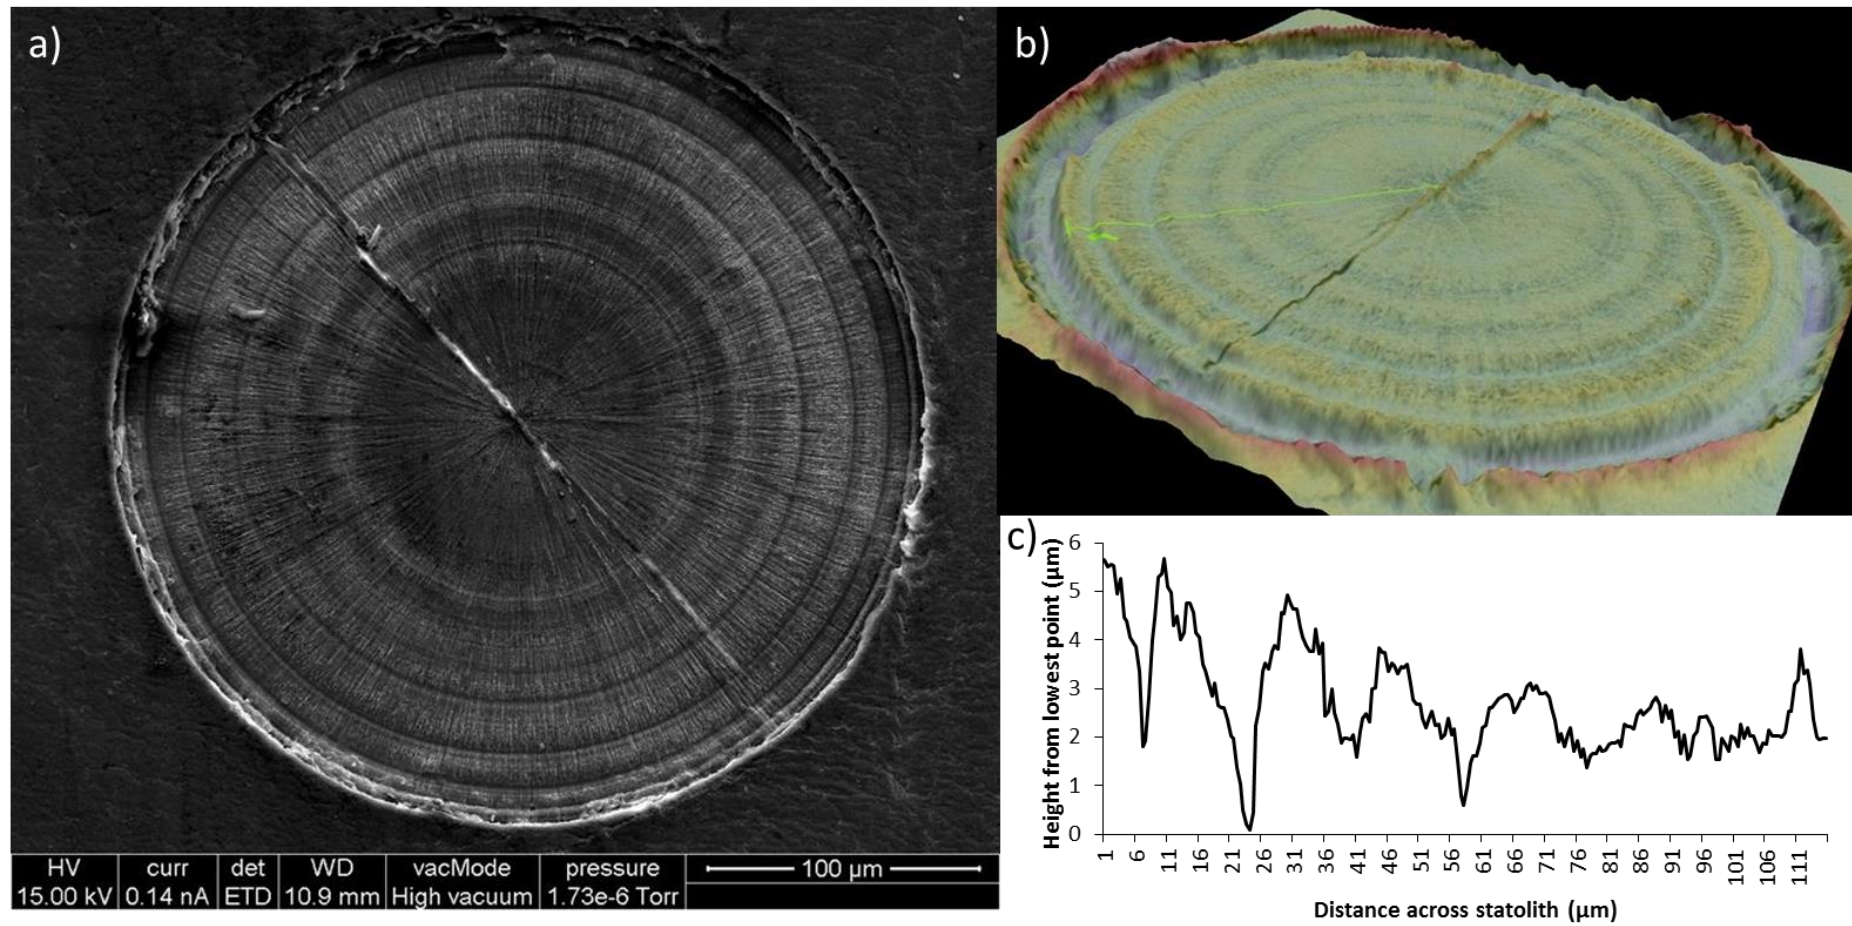 a)
HV curr det WD vacMode pressure
100 µm
15.00 kV 0.14 nA ETD 10.9 mm High vacuum 1.73e-6 Torr
b)
c)
Height from lowest point (µm)
6
5
4
3
2
1
0
1 6 11 16 21 26 31 36 41 46 51 56 61 66 71 76 81 86 91 96 101 106 111
Distance across statolith (µm)